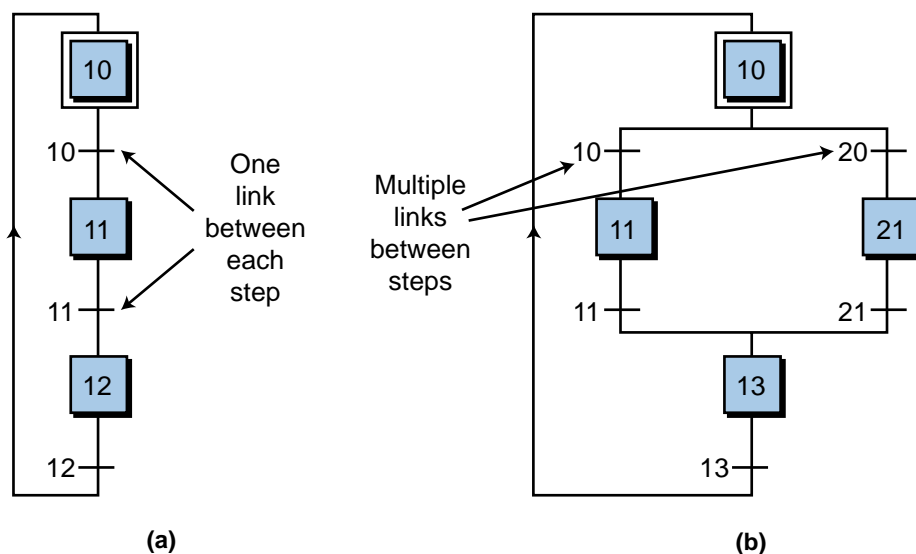 10
10
One
link
between
each
step
11
11
12
12
(a)
10
10
20
Multiple
links
between
steps
11
21
11
21
13
13
(b)